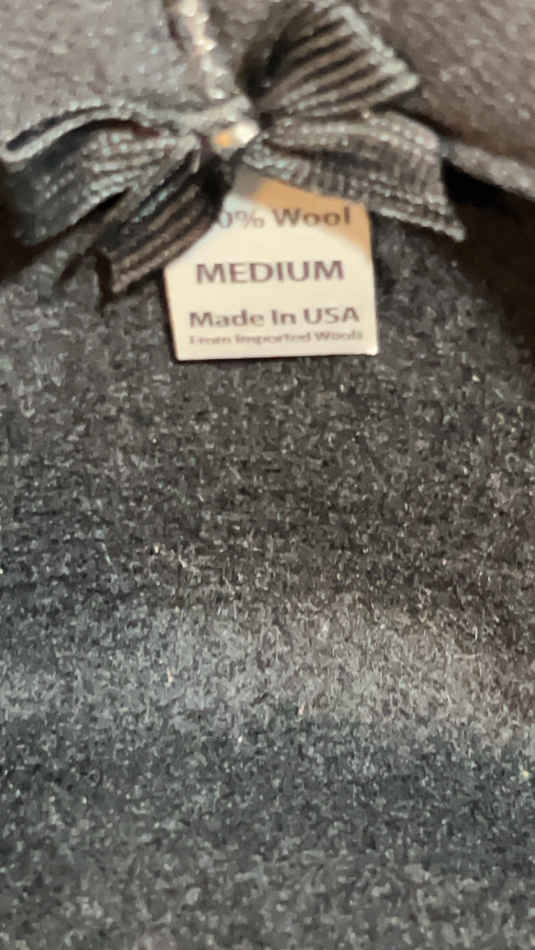 0% Wool
MEDIUM
Made In USA
From Imported Wools